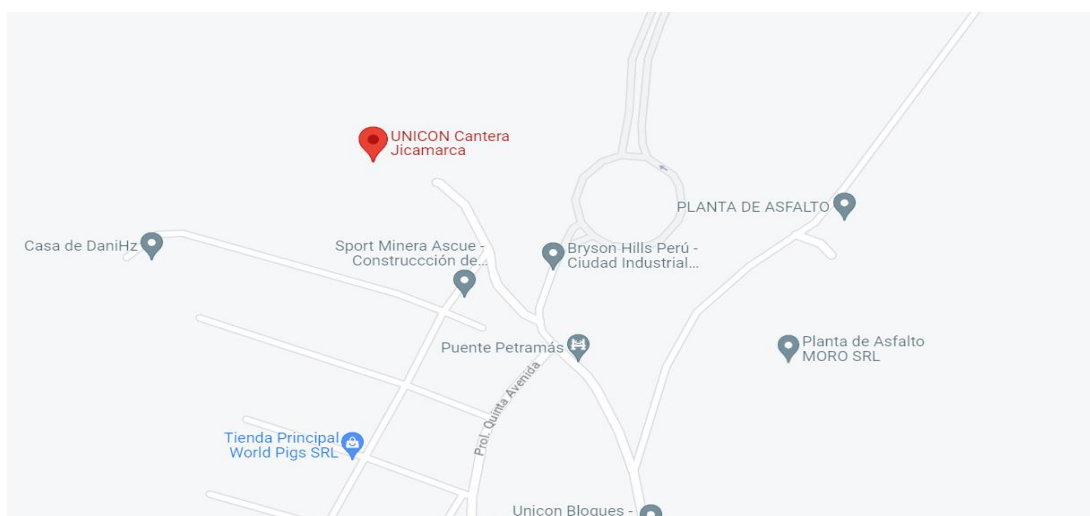 UNICON Cantera
Jicamarca
PLANTA DE ASFALTO
Casa de DaniHz
Sport Minera Ascue -
Construccción de...
Bryson Hills Perú -
Ciudad Industrial...
Puente Petramás
Planta de Asfalto
MORO SRL
Prol. Quinta Avenida
Tienda Principal
World Pigs SRL
Unicon Bloques -